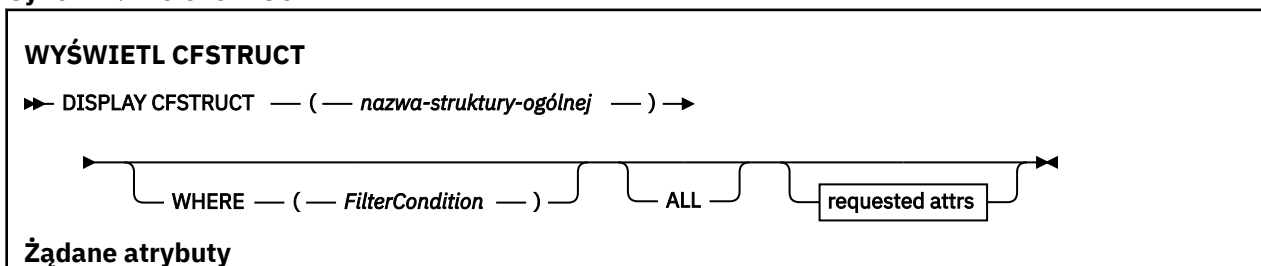 WYŚWIETL CFSTRUCT
DISPLAY CFSTRUCT ( nazwa-struktury-ogólnej )
WHERE ( FilterCondition ) ALL requested attrs
Żądane atrybuty